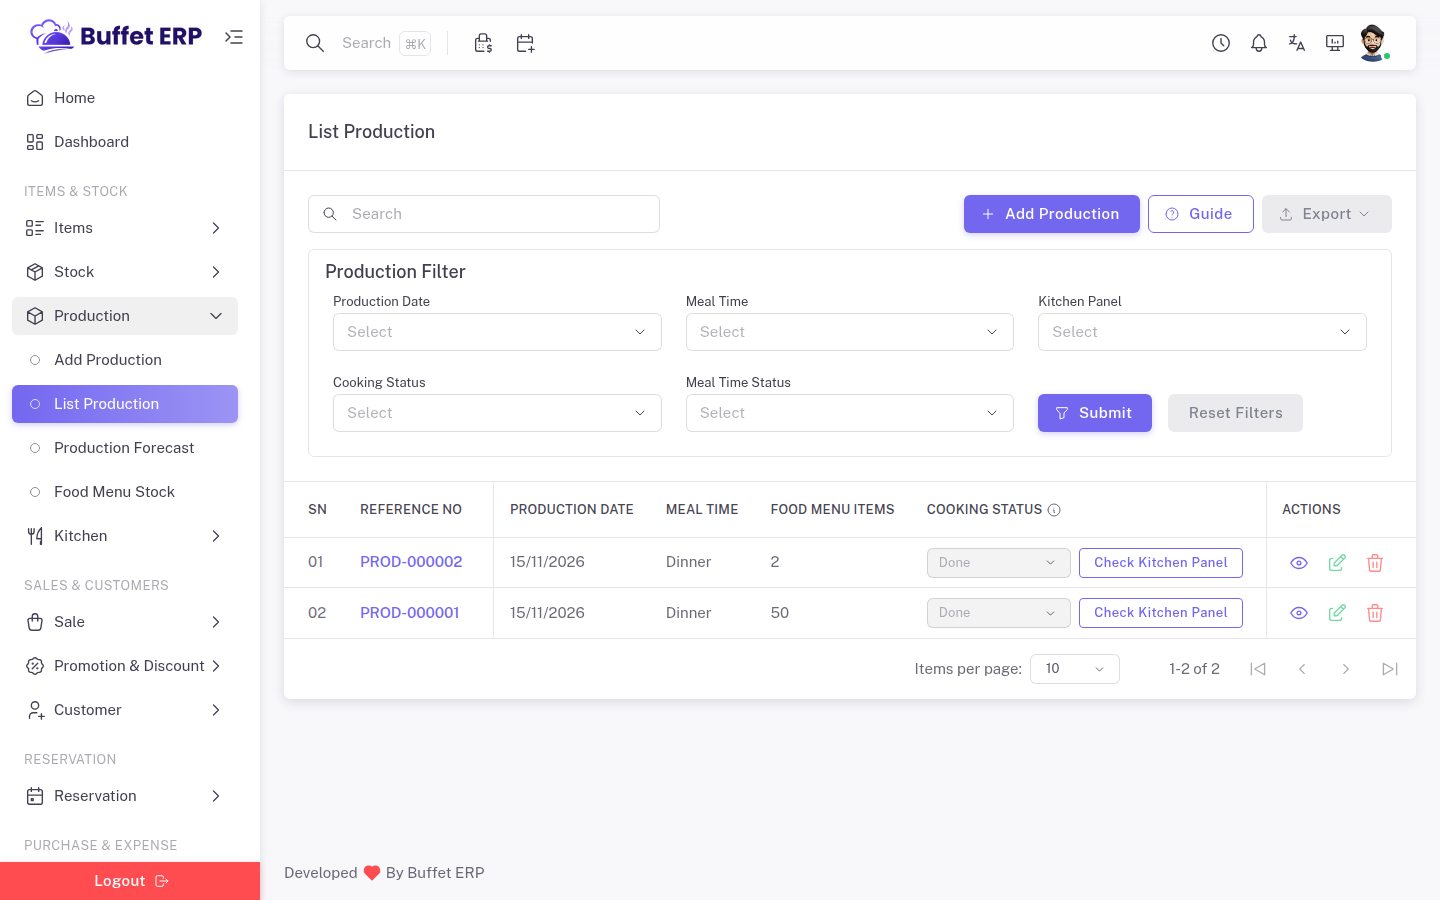 Buffet ERP
Home
Dashboard
ITEMS & STOCK
Items
Stock
Production
Add Production
List Production
Production Forecast
Food Menu Stock
Kitchen
SALES & CUSTOMERS
Sale
Promotion & Discount
Customer
RESERVATION
Reservation
PURCHASE & EXPENSE
Logout
Search ⌘K
List Production
Search
Add Production
Guide
Export
Production Filter
Production Date
Meal Time
Kitchen Panel
Select
Select
Select
Cooking Status
Meal Time Status
Select
Select
Submit
Reset Filters
SN REFERENCE NO PRODUCTION DATE MEAL TIME FOOD MENU ITEMS COOKING STATUS ACTIONS
01 PROD-000002 15/11/2026 Dinner 2 Done Check Kitchen Panel
02 PROD-000001 15/11/2026 Dinner 50 Done Check Kitchen Panel
Items per page: 10 1-2 of 2
Developed By Buffet ERP